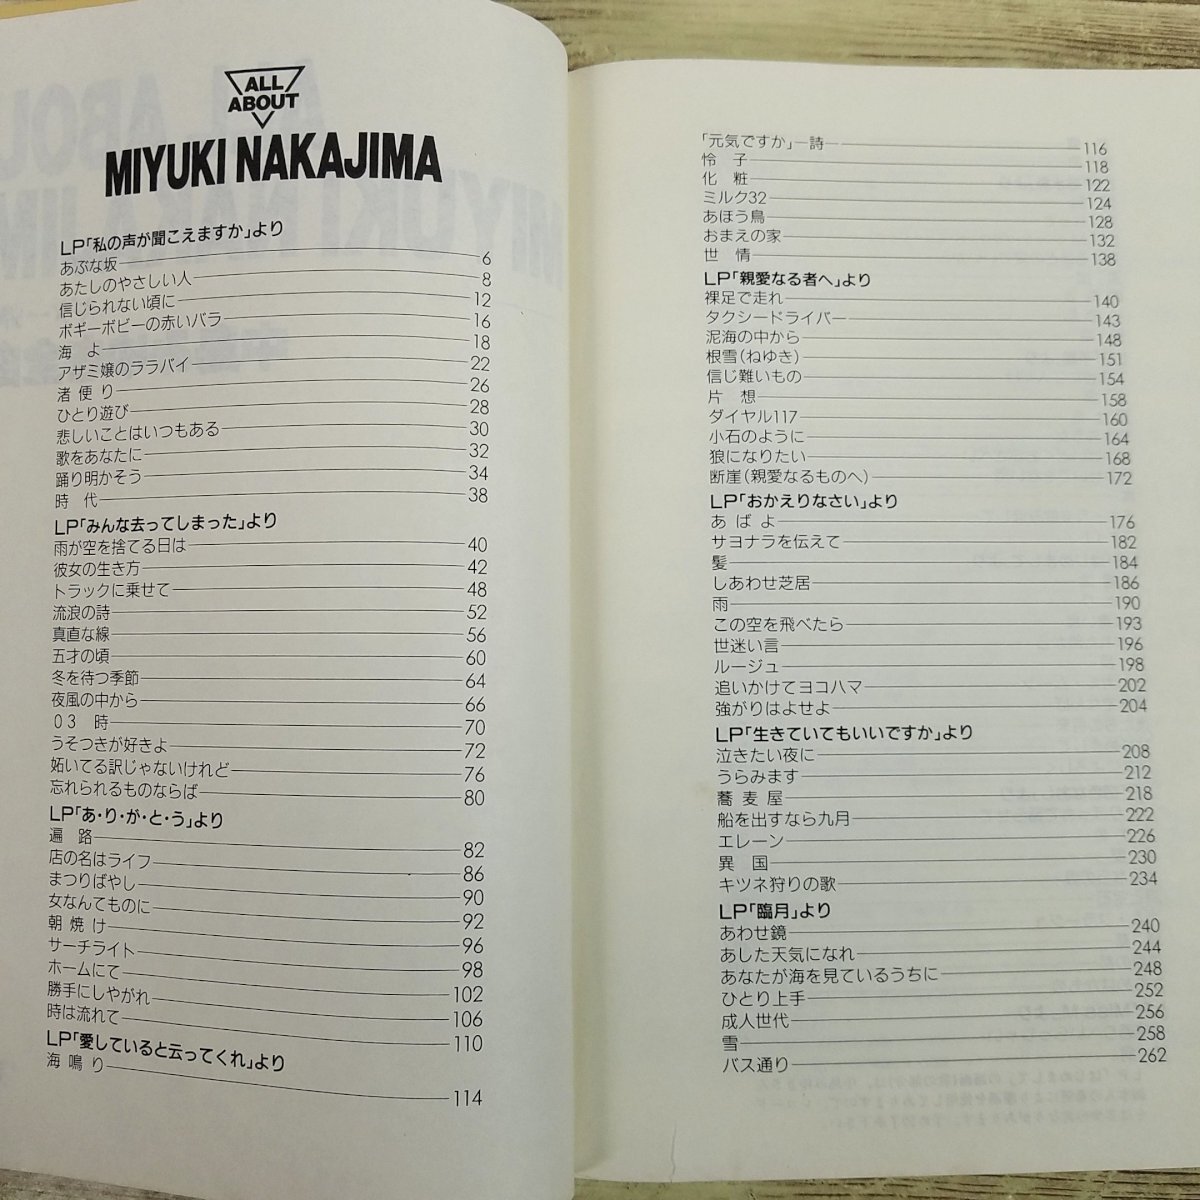 ALL
ABOUT
MIYUKI NAKAJIMA
LP「私の声が聞こえますか」より
あぶな坂 6
あたしのやさしい人 8
信じられない頃に 12
ボギーボビーの赤いバラ 16
海 よ 18
アザミ嬢のララバイ 22
渚便り 26
ひとり遊び 28
悲しいことはいつもある 30
歌をあなたに 32
踊り明かそう 34
時 代 38
LP「みんな去ってしまった」より
雨が空を捨てる日は 40
彼女の生き方 42
トラックに乗せて 48
流浪の詩 52
真直な線 56
五才の頃 60
冬を待つ季節 64
夜風の中から 66
03 時 70
うそつきが好きよ 72
妬いてる訳じゃないけれど 76
忘れられるものならば 80
LP「あ・り・が・と・う」より
遍 路 82
店の名はライフ 86
まつりばやし 90
女なんてものに 92
朝焼け 96
サーチライト 98
ホームにて 102
勝手にしやがれ 106
時は流れて 110
LP「愛していると云ってくれ」より
海鳴り 114
「元気ですか」―詩― 116
怜 子 118
化 粧 122
ミルク32 124
あほう鳥 128
おまえの家 132
世 情 138
LP「親愛なる者へ」より
裸足で走れ 140
タクシードライバー 143
泥海の中から 148
根雪(ねゆき) 151
信じ難いもの 154
片 想 158
ダイヤル117 160
小石のように 164
狼になりたい 168
断崖(親愛なるものへ) 172
LP「おかえりなさい」より
あばよ 176
サヨナラを伝えて 182
髪 184
しあわせ芝居 186
雨 190
この空を飛べたら 193
世迷い言 196
ルージュ 198
追いかけてヨコハマ 202
強がりはよせよ 204
LP「生きていてもいいですか」より
泣きたい夜に 208
うらみます 212
蕎麦屋 218
船を出すなら九月 222
エレーン 226
異 国 230
キツネ狩りの歌 234
LP「臨月」より
あわせ鏡 240
あした天気になれ 244
あなたが海を見ているうちに 248
ひとり上手 252
成人世代 256
雪 258
バス通り 262